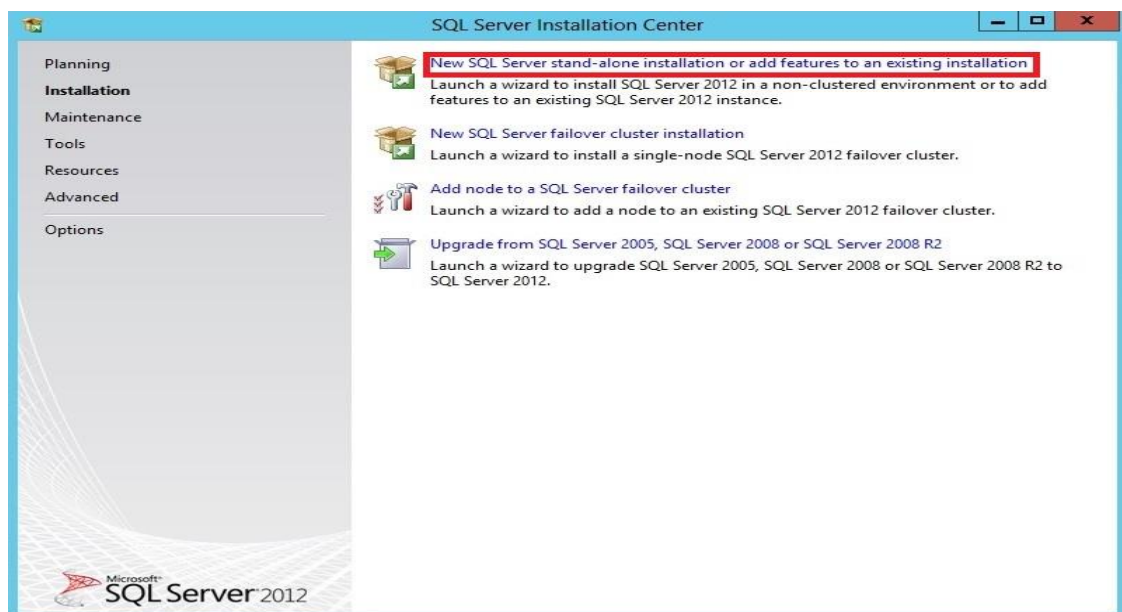 SQL Server Installation Center
Planning
Installation
Maintenance
Tools
Resources
Advanced
Options
New SQL Server stand-alone installation or add features to an existing installation
Launch a wizard to install SQL Server 2012 in a non-clustered environment or to add
features to an existing SQL Server 2012 instance.
New SQL Server failover cluster installation
Launch a wizard to install a single-node SQL Server 2012 failover cluster.
Add node to a SQL Server failover cluster
Launch a wizard to add a node to an existing SQL Server 2012 failover cluster.
Upgrade from SQL Server 2005, SQL Server 2008 or SQL Server 2008 R2
Launch a wizard to upgrade SQL Server 2005, SQL Server 2008 or SQL Server 2008 R2 to
SQL Server 2012.
Microsoft®
SQL Server 2012